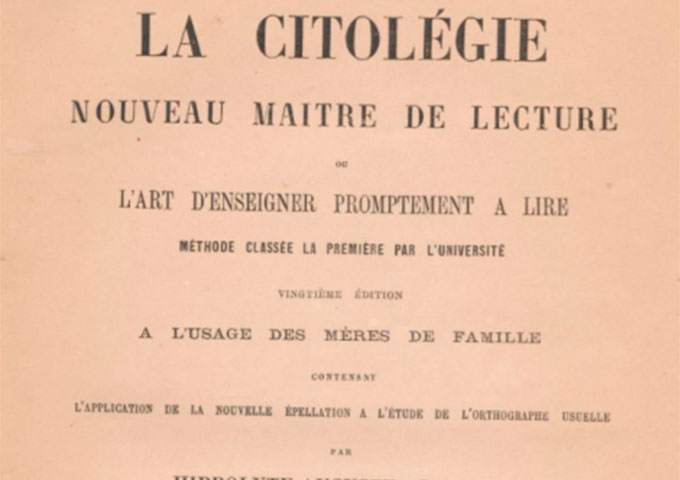 LA CITOLÉGIE
NOUVEAU MAITRE DE LECTURE
OU
L'ART D'ENSEIGNER PROMPTEMENT A LIRE
MÉTHODE CLASSÉE LA PREMIÈRE PAR L'UNIVERSITÉ
VINGTIÈME ÉDITION
A L'USAGE DES MÈRES DE FAMILLE
CONTENANT
L'APPLICATION DE LA NOUVELLE ÉPELLATION A L'ÉTUDE DE L'ORTHOGRAPHE USUELLE
PAR